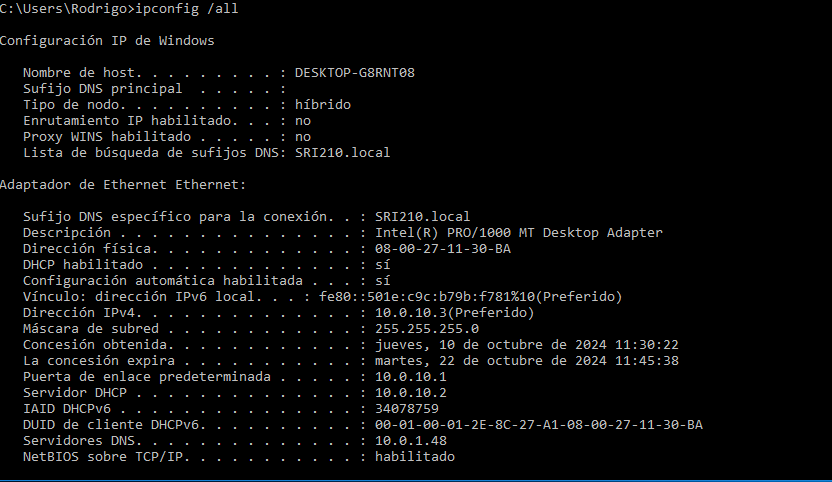 C:\Users\Rodrigo>ipconfig /all
Configuración IP de Windows
Nombre de host. . . . . . . . . : DESKTOP-G8RNT08
Sufijo DNS principal  . . . . . :
Tipo de nodo. . . . . . . . . . : híbrido
Enrutamiento IP habilitado. . . : no
Proxy WINS habilitado . . . . . : no
Lista de búsqueda de sufijos DNS: SRI210.local
Adaptador de Ethernet Ethernet:
Sufijo DNS específico para la conexión. . : SRI210.local
Descripción . . . . . . . . . . . . . . . : Intel(R) PRO/1000 MT Desktop Adapter
Dirección física. . . . . . . . . . . . . : 08-00-27-11-30-BA
DHCP habilitado . . . . . . . . . . . . . : sí
Configuración automática habilitada . . . : sí
Vínculo: dirección IPv6 local. . . : fe80::501e:c9c:b79b:f781%10(Preferido)
Dirección IPv4. . . . . . . . . . . . . . : 10.0.10.3(Preferido)
Máscara de subred . . . . . . . . . . . . : 255.255.255.0
Concesión obtenida. . . . . . . . . . . . : jueves, 10 de octubre de 2024 11:30:22
La concesión expira . . . . . . . . . . . : martes, 22 de octubre de 2024 11:45:38
Puerta de enlace predeterminada . . . . . : 10.0.10.1
Servidor DHCP . . . . . . . . . . . . . . : 10.0.10.2
IAID DHCPv6 . . . . . . . . . . . . . . . : 34078759
DUID de cliente DHCPv6. . . . . . . . . . : 00-01-00-01-2E-8C-27-A1-08-00-27-11-30-BA
Servidores DNS. . . . . . . . . . . . . . : 10.0.1.48
NetBIOS sobre TCP/IP. . . . . . . . . . . : habilitado